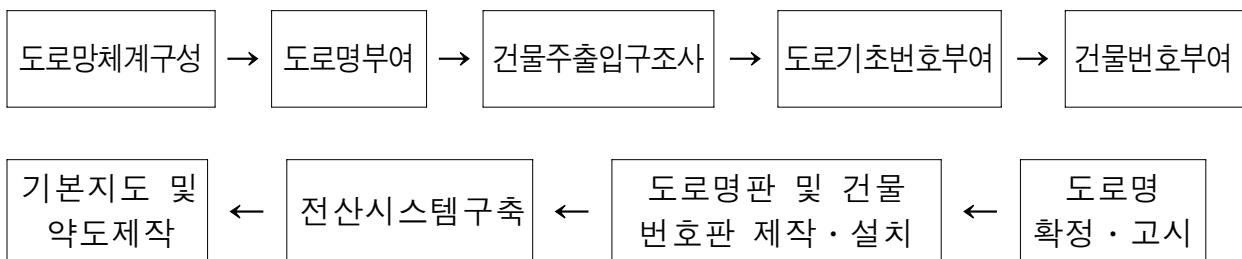 도로망체계구성 → 도로명부여 → 건물주출입구조사 → 도로기초번호부여 → 건물번호부여
기본지도 및 ← 전산시스템구축 ← 도로명판 및 건물 ← 도로명
약도제작 번호판 제작·설치 확정·고시